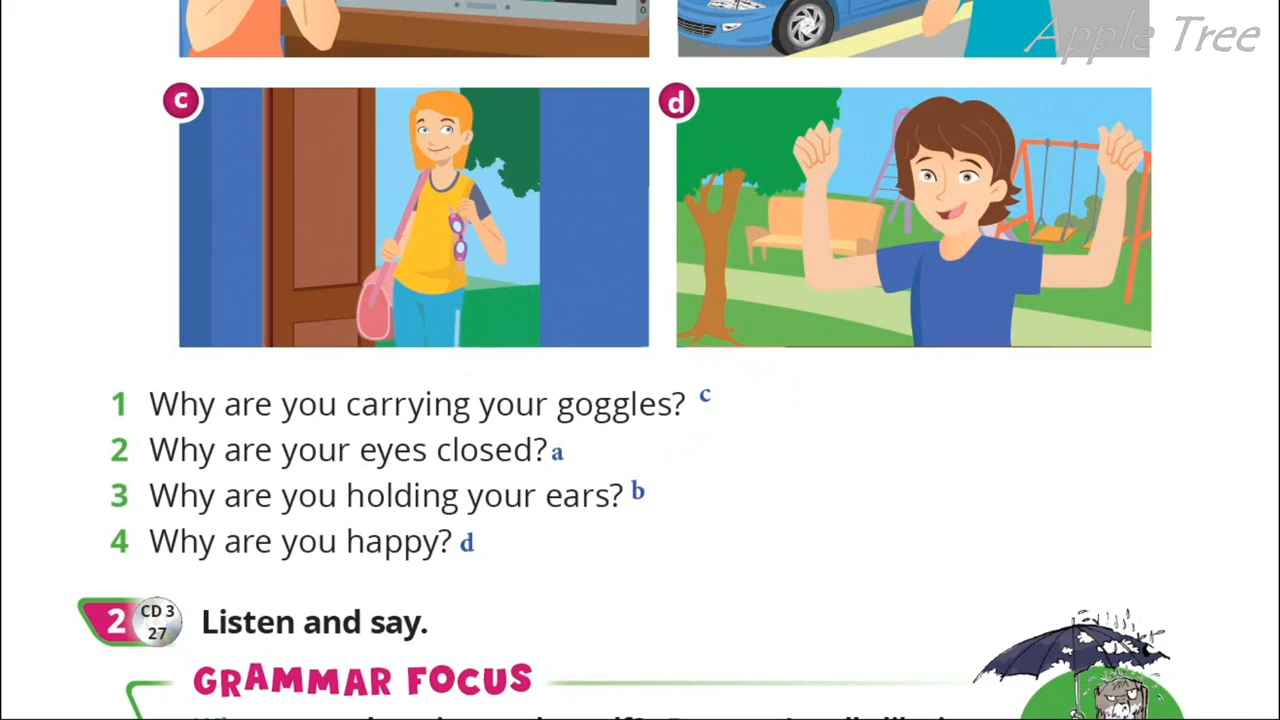 Apple Tree
c
d
1 Why are you carrying your goggles? c
2 Why are your eyes closed? a
3 Why are you holding your ears? b
4 Why are you happy? d
2 CD 3 27 Listen and say.
GRAMMAR FOCUS